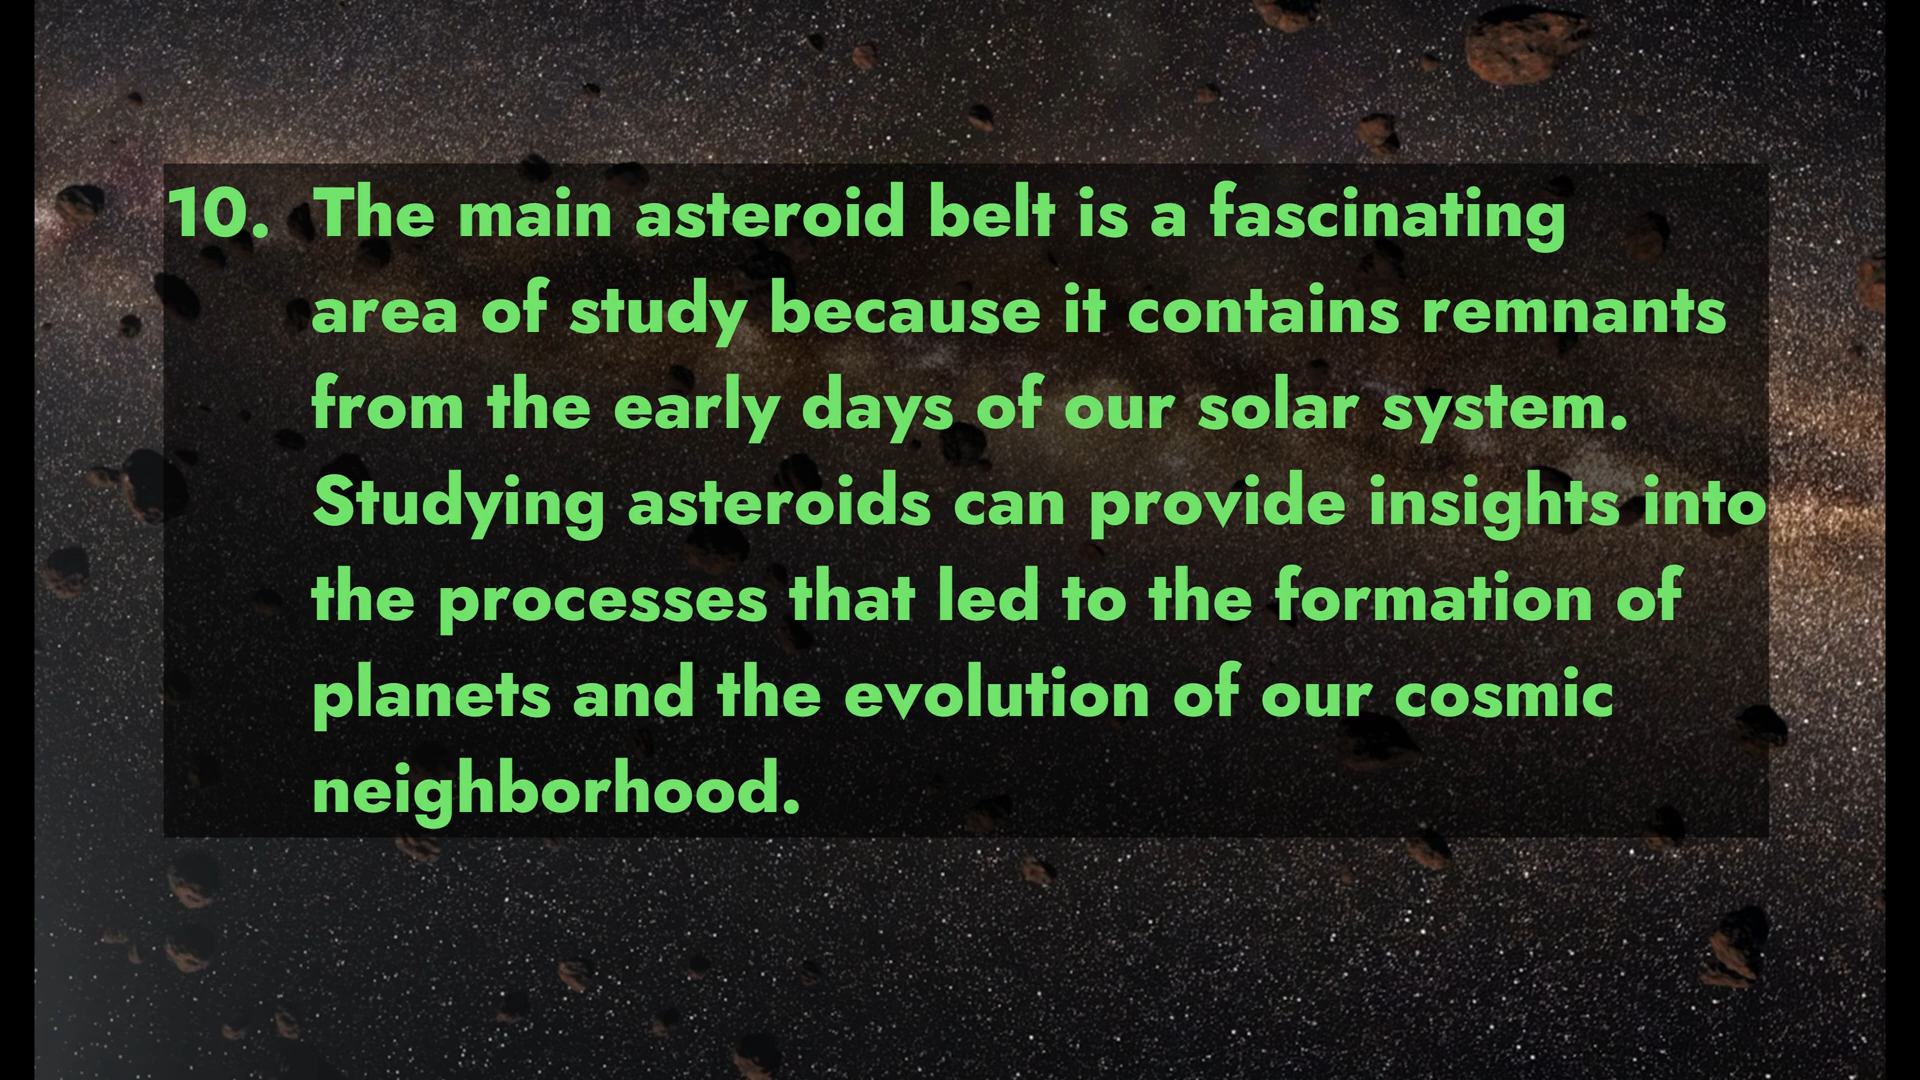 10. The main asteroid belt is a fascinating
area of study because it contains remnants
from the early days of our solar system.
Studying asteroids can provide insights into
the processes that led to the formation of
planets and the evolution of our cosmic
neighborhood.